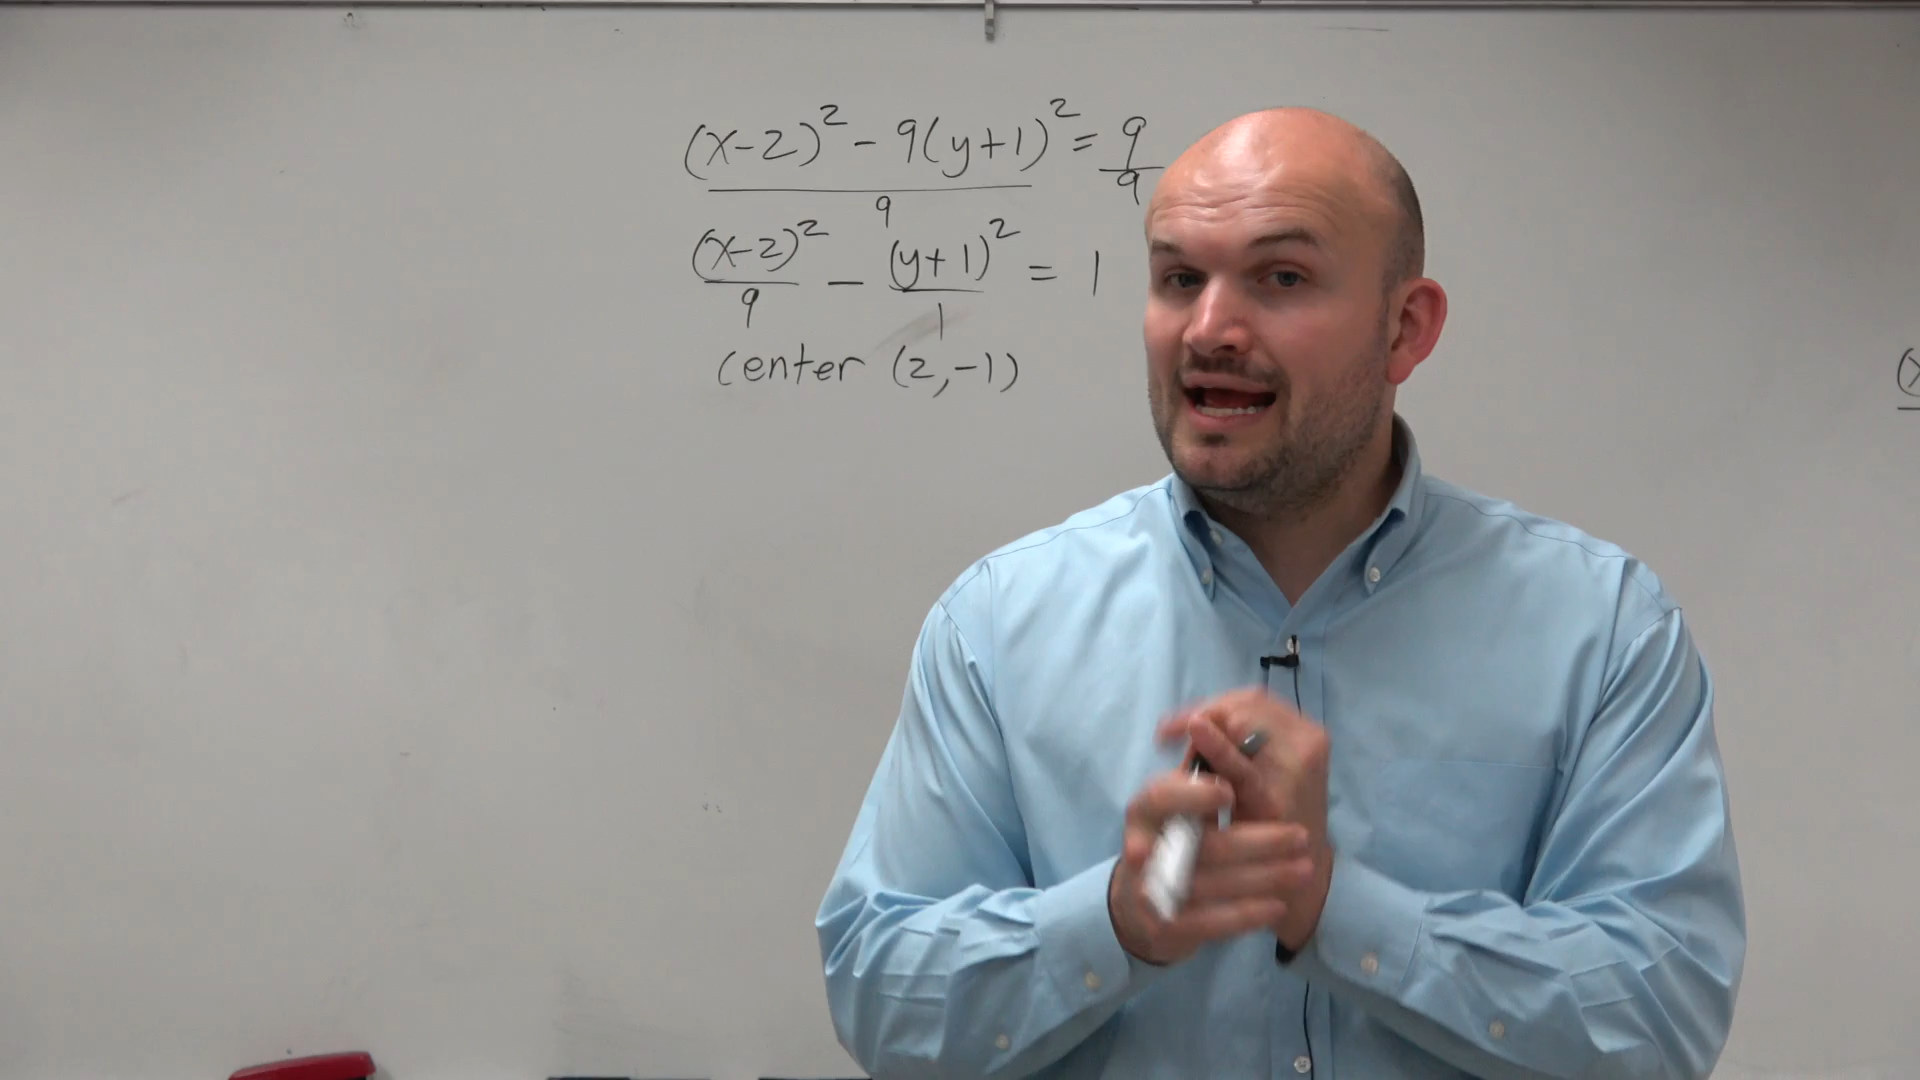 (x-2)² - 9(y+1)² = 9
9 9
(x-2)² - (y+1)² = 1
9 1
center (2,-1)
(x